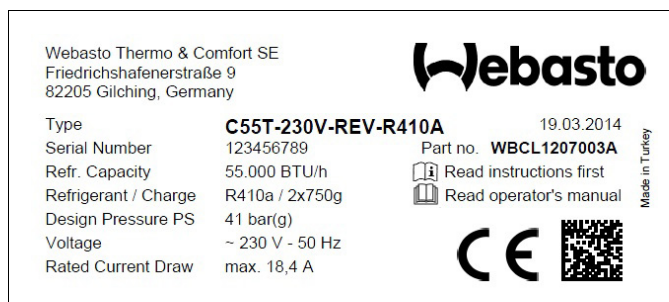 Webasto Thermo & Comfort SE
Friedrichshafenerstraße 9
82205 Gilching, Germany
Webasto
Type C55T-230V-REV-R410A 19.03.2014
Serial Number 123456789 Part no. WBCL1207003A
Refr. Capacity 55.000 BTU/h Read instructions first
Refrigerant / Charge R410a / 2x750g Read operator's manual
Design Pressure PS 41 bar(g)
Voltage ~ 230 V - 50 Hz
Rated Current Draw max. 18,4 A
CE
Made in Turkey